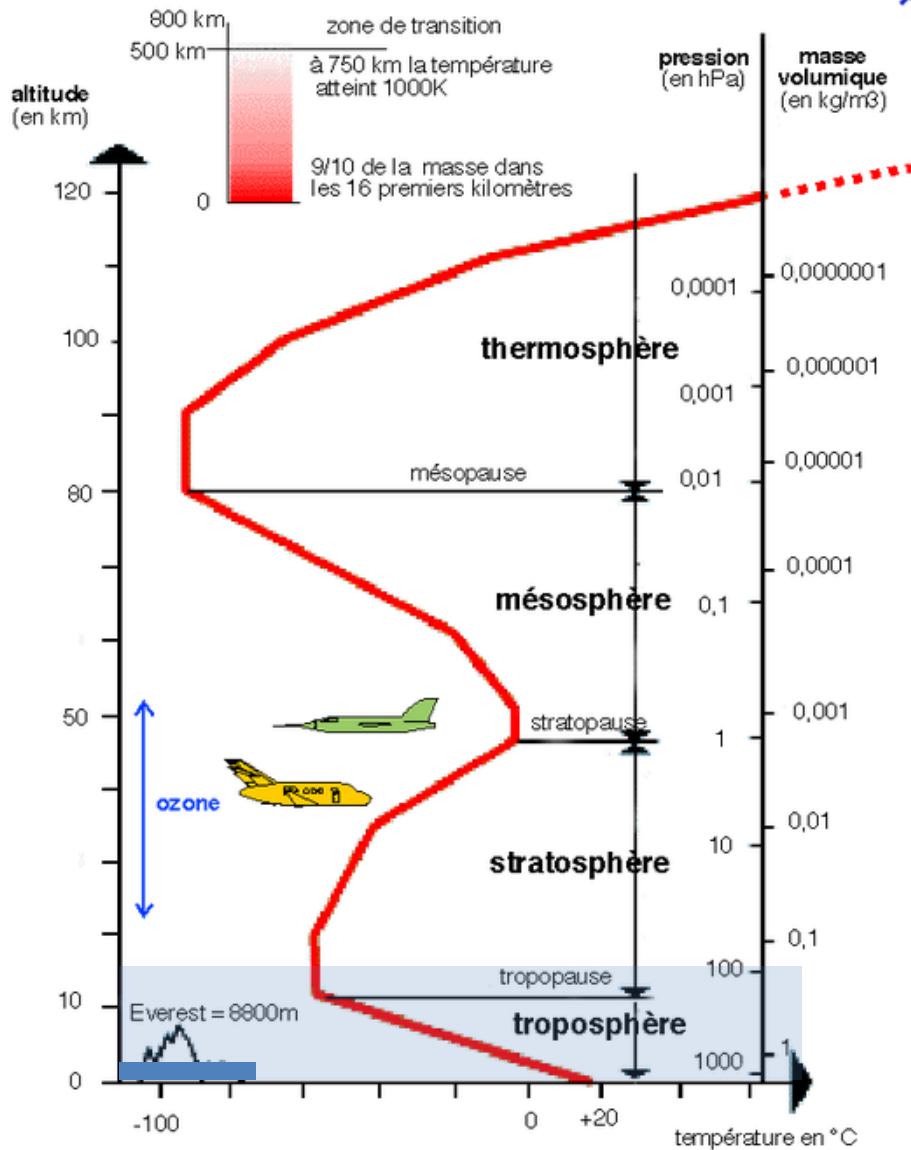 800 km
zone de transition
500 km
à 750 km la température
atteint 1000K
pression
(en hPa)
masse
volumique
(en kg/m3)
altitude
(en km)
9/10 de la masse dans
les 16 premiers kilomètres
0
120
0,0001
0,0000001
100
thermosphère
0,000001
0,001
mésopause
0,01
0,00001
80
0,0001
mésosphère
0,1
50
stratopause
0,001
1
ozone
0,01
10
stratosphère
0,1
100
tropopause
10
Everest = 8800m
troposphère
1000
1
0
-100
0
+20
température en °C